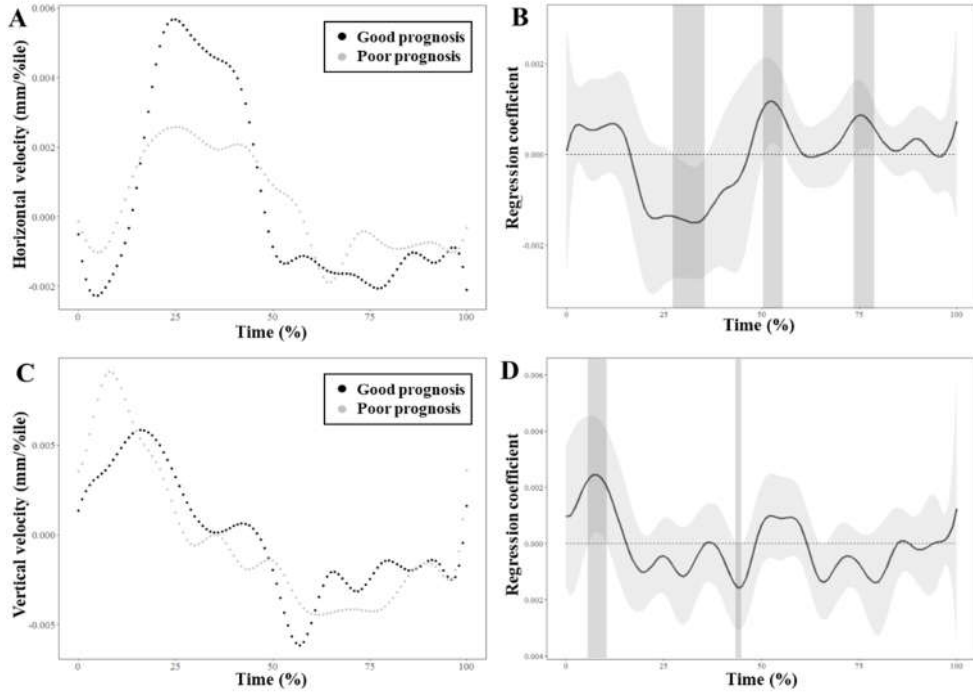 A
Horizontal velocity (mm/%ile)
0.006
0.004
0.002
0.000
-0.002
Good prognosis
Poor prognosis
0
25
50
75
100
Time (%)
B
Regression coefficient
0.002
0.000
-0.002
0
25
50
75
100
Time (%)
C
Vertical velocity (mm/%ile)
0.005
0.000
-0.005
Good prognosis
Poor prognosis
0
25
50
75
100
Time (%)
D
Regression coefficient
0.006
0.004
0.002
0.000
0.002
0.004
0
25
50
75
100
Time (%)